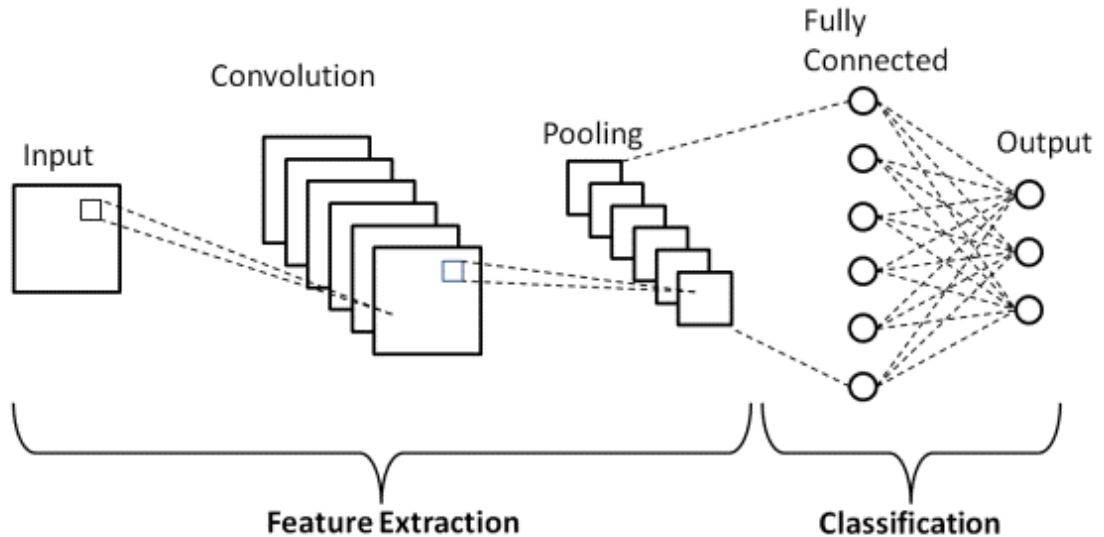 Input
Convolution
Pooling
Fully
Connected
Output
Feature Extraction
Classification